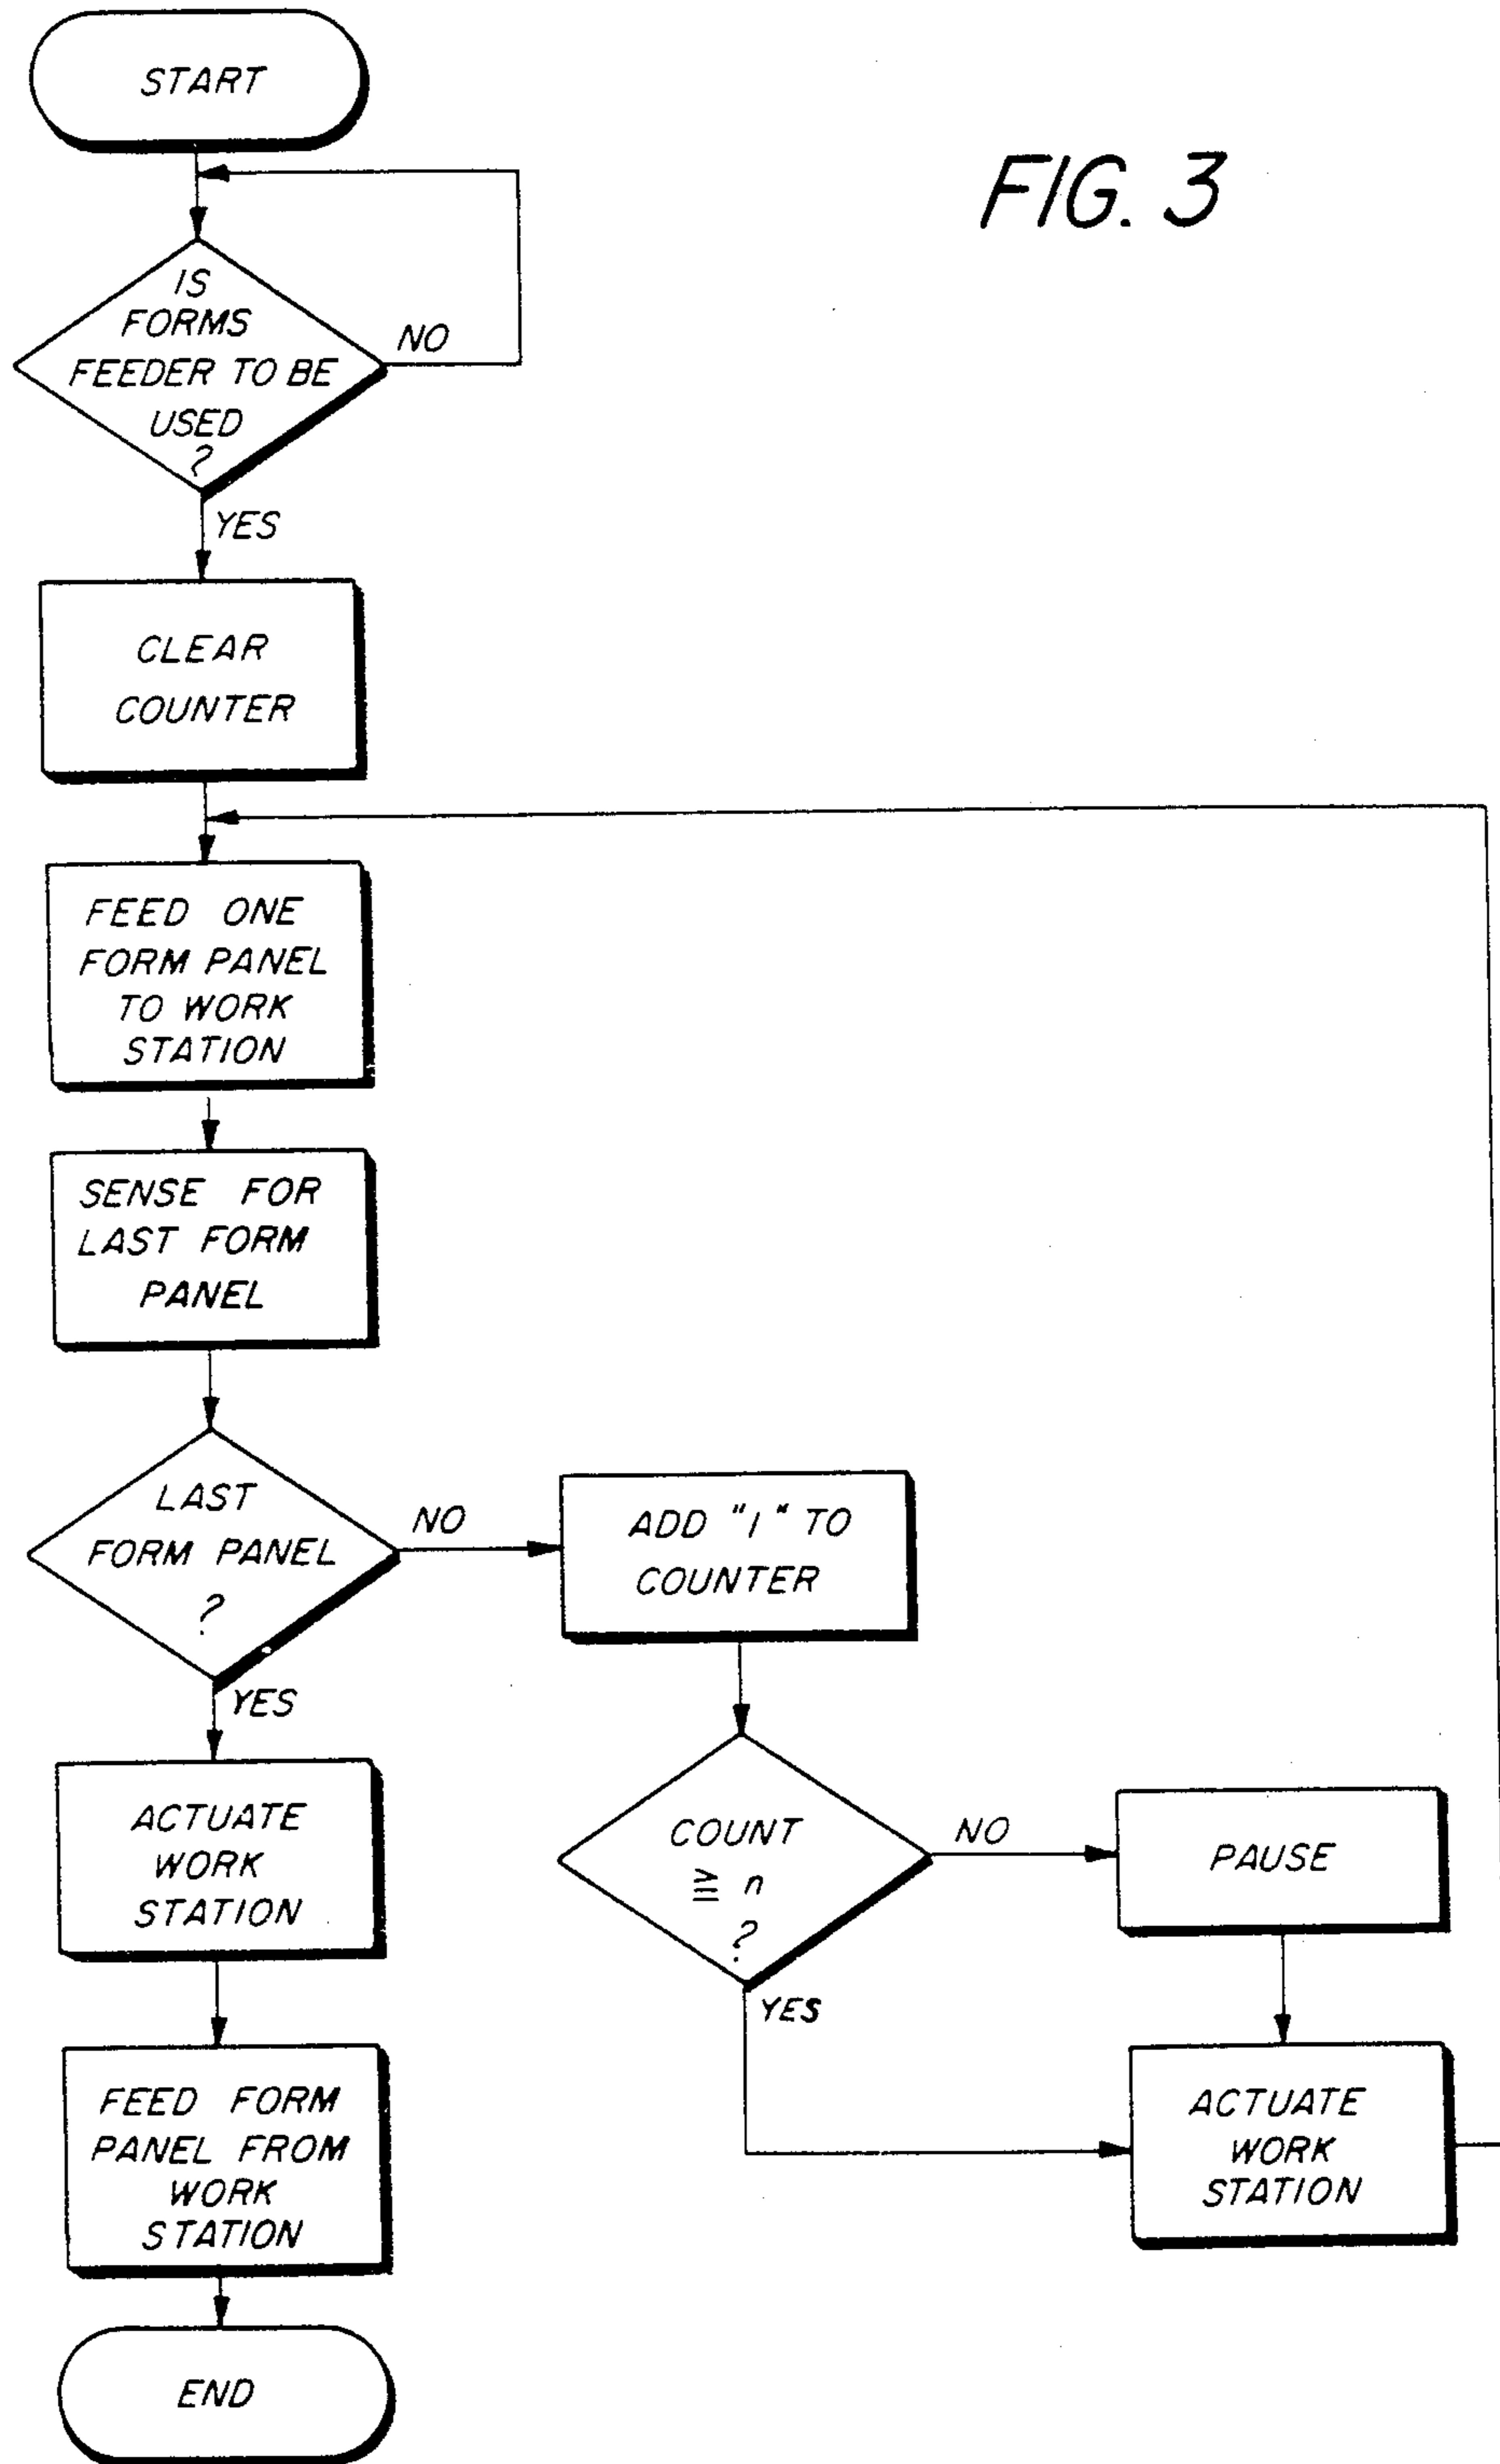 START
FIG. 3
IS
FORMS
FEEDER TO BE
USED
?
NO
YES
CLEAR
COUNTER
FEED ONE
FORM PANEL
TO WORK
STATION
SENSE FOR
LAST FORM
PANEL
LAST
FORM PANEL
?
NO
YES
ADD "1" TO
COUNTER
COUNT
≧ n
?
NO
YES
PAUSE
ACTUATE
WORK
STATION
ACTUATE
WORK
STATION
FEED FORM
PANEL FROM
WORK
STATION
END